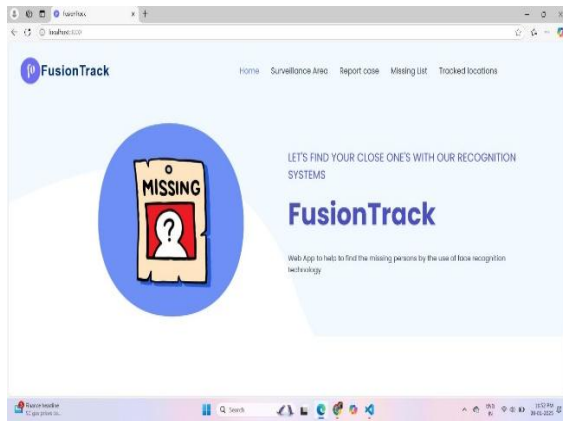 FusionTrack
FusionTrack
Home Surveillance Area Report case Missing List Tracked locations
MISSING
?
LET'S FIND YOUR CLOSE ONE'S WITH OUR RECOGNITION
SYSTEMS
FusionTrack
Web App to help to find the missing persons by the use of face recognition
technology
Search